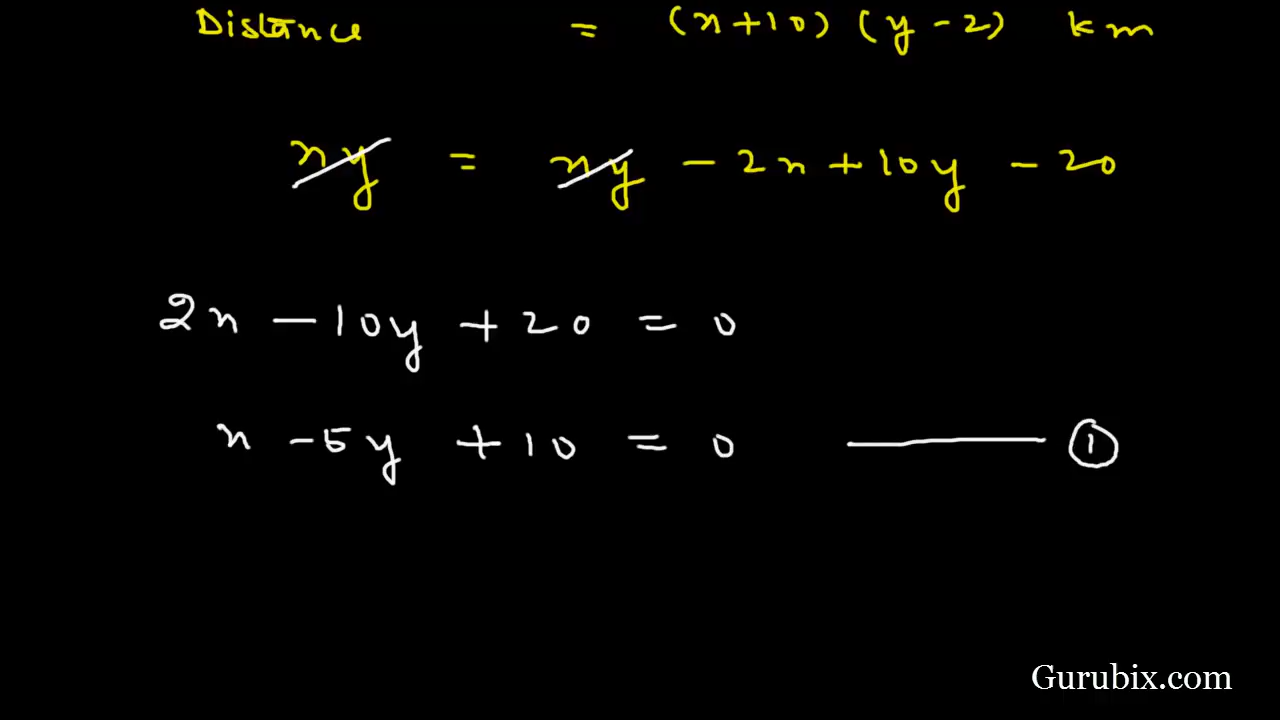 Distance = (x+10) (y-2) km
xy = xy - 2x + 10y - 20
2x - 10y + 20 = 0
x - 5y + 10 = 0 ——— ①
Gurubix.com